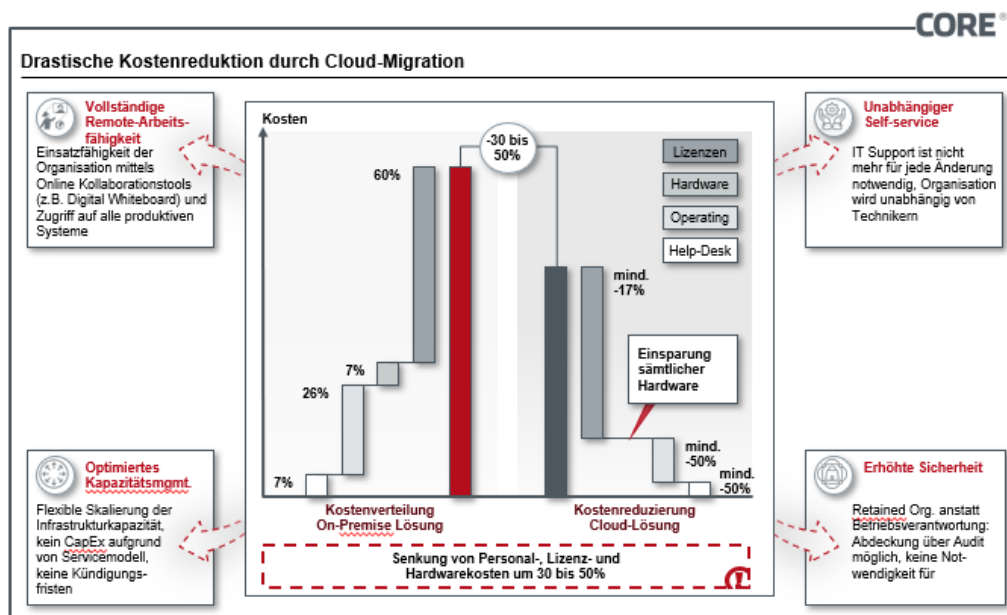 CORE®
Drastische Kostenreduktion durch Cloud-Migration
Vollständige
Remote-Arbeits-
fähigkeit
Einsatzfähigkeit der
Organisation mittels
Online Kollaborationstools
(z.B. Digital Whiteboard) und
Zugriff auf alle produktiven
Systeme
Optimiertes
Kapazitätsmgmt.
Flexible Skalierung der
Infrastrukturkapazität,
kein CapEx aufgrund
von Servicemodell,
keine Kündigungs-
fristen
Kosten
7%
26%
7%
60%
-30 bis
50%
Lizenzen
Hardware
Operating
Help-Desk
mind.
-17%
Einsparung
sämtlicher
Hardware
mind.
-50%
mind.
-50%
Kostenverteilung
On-Premise Lösung
Kostenreduzierung
Cloud-Lösung
Senkung von Personal-, Lizenz- und
Hardwarekosten um 30 bis 50%
Unabhängiger
Self-service
IT Support ist nicht
mehr für jede Änderung
notwendig, Organisation
wird unabhängig von
Technikern
Erhöhte Sicherheit
Retained Org. anstatt
Betriebsverantwortung:
Abdeckung über Audit
möglich, keine Not-
wendigkeit für